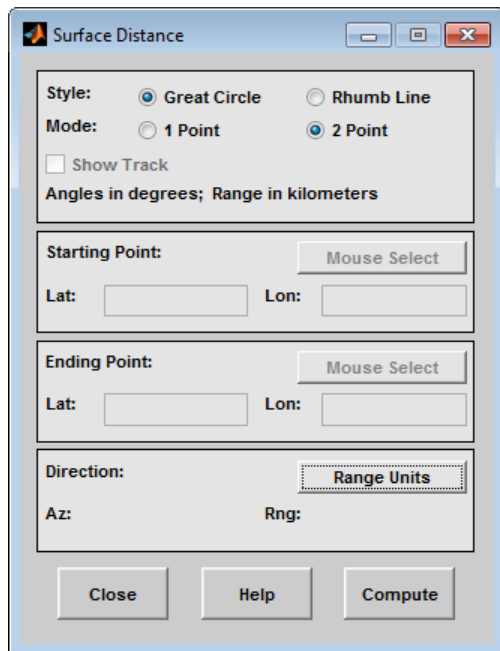 Surface Distance
Style: Great Circle Rhumb Line
Mode: 1 Point 2 Point
Show Track
Angles in degrees; Range in kilometers
Starting Point: Mouse Select
Lat: Lon:
Ending Point: Mouse Select
Lat: Lon:
Direction: Range Units
Az: Rng:
Close Help Compute